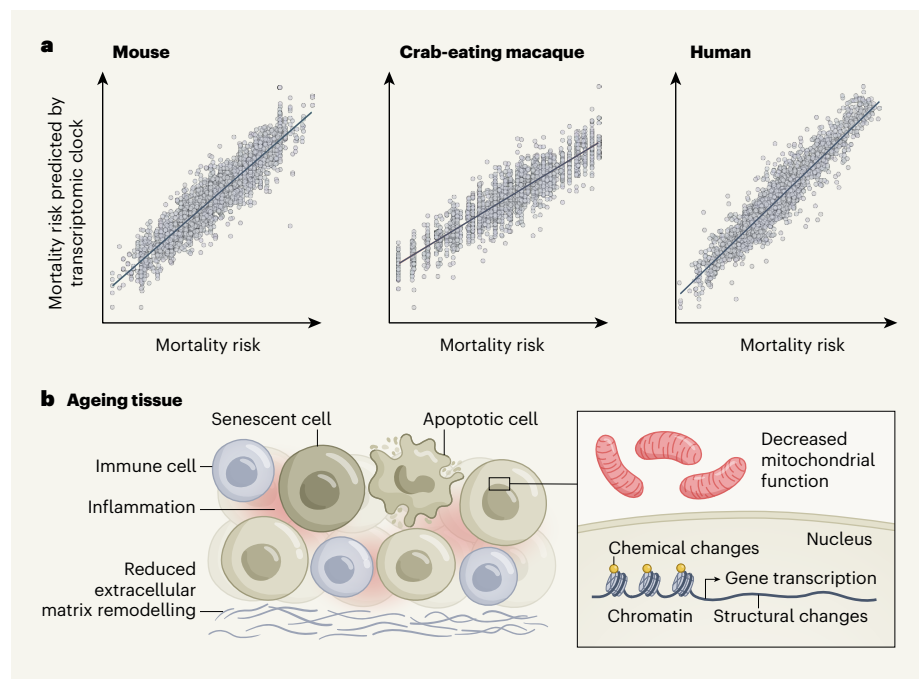 a
Mouse
Crab-eating macaque
Human
Mortality risk predicted by
transcriptomic clock
Mortality risk
Mortality risk
Mortality risk
b Ageing tissue
Senescent cell
Apoptotic cell
Immune cell
Inflammation
Reduced
extracellular
matrix remodelling
Decreased
mitochondrial
function
Nucleus
Chemical changes
Gene transcription
Chromatin
Structural changes